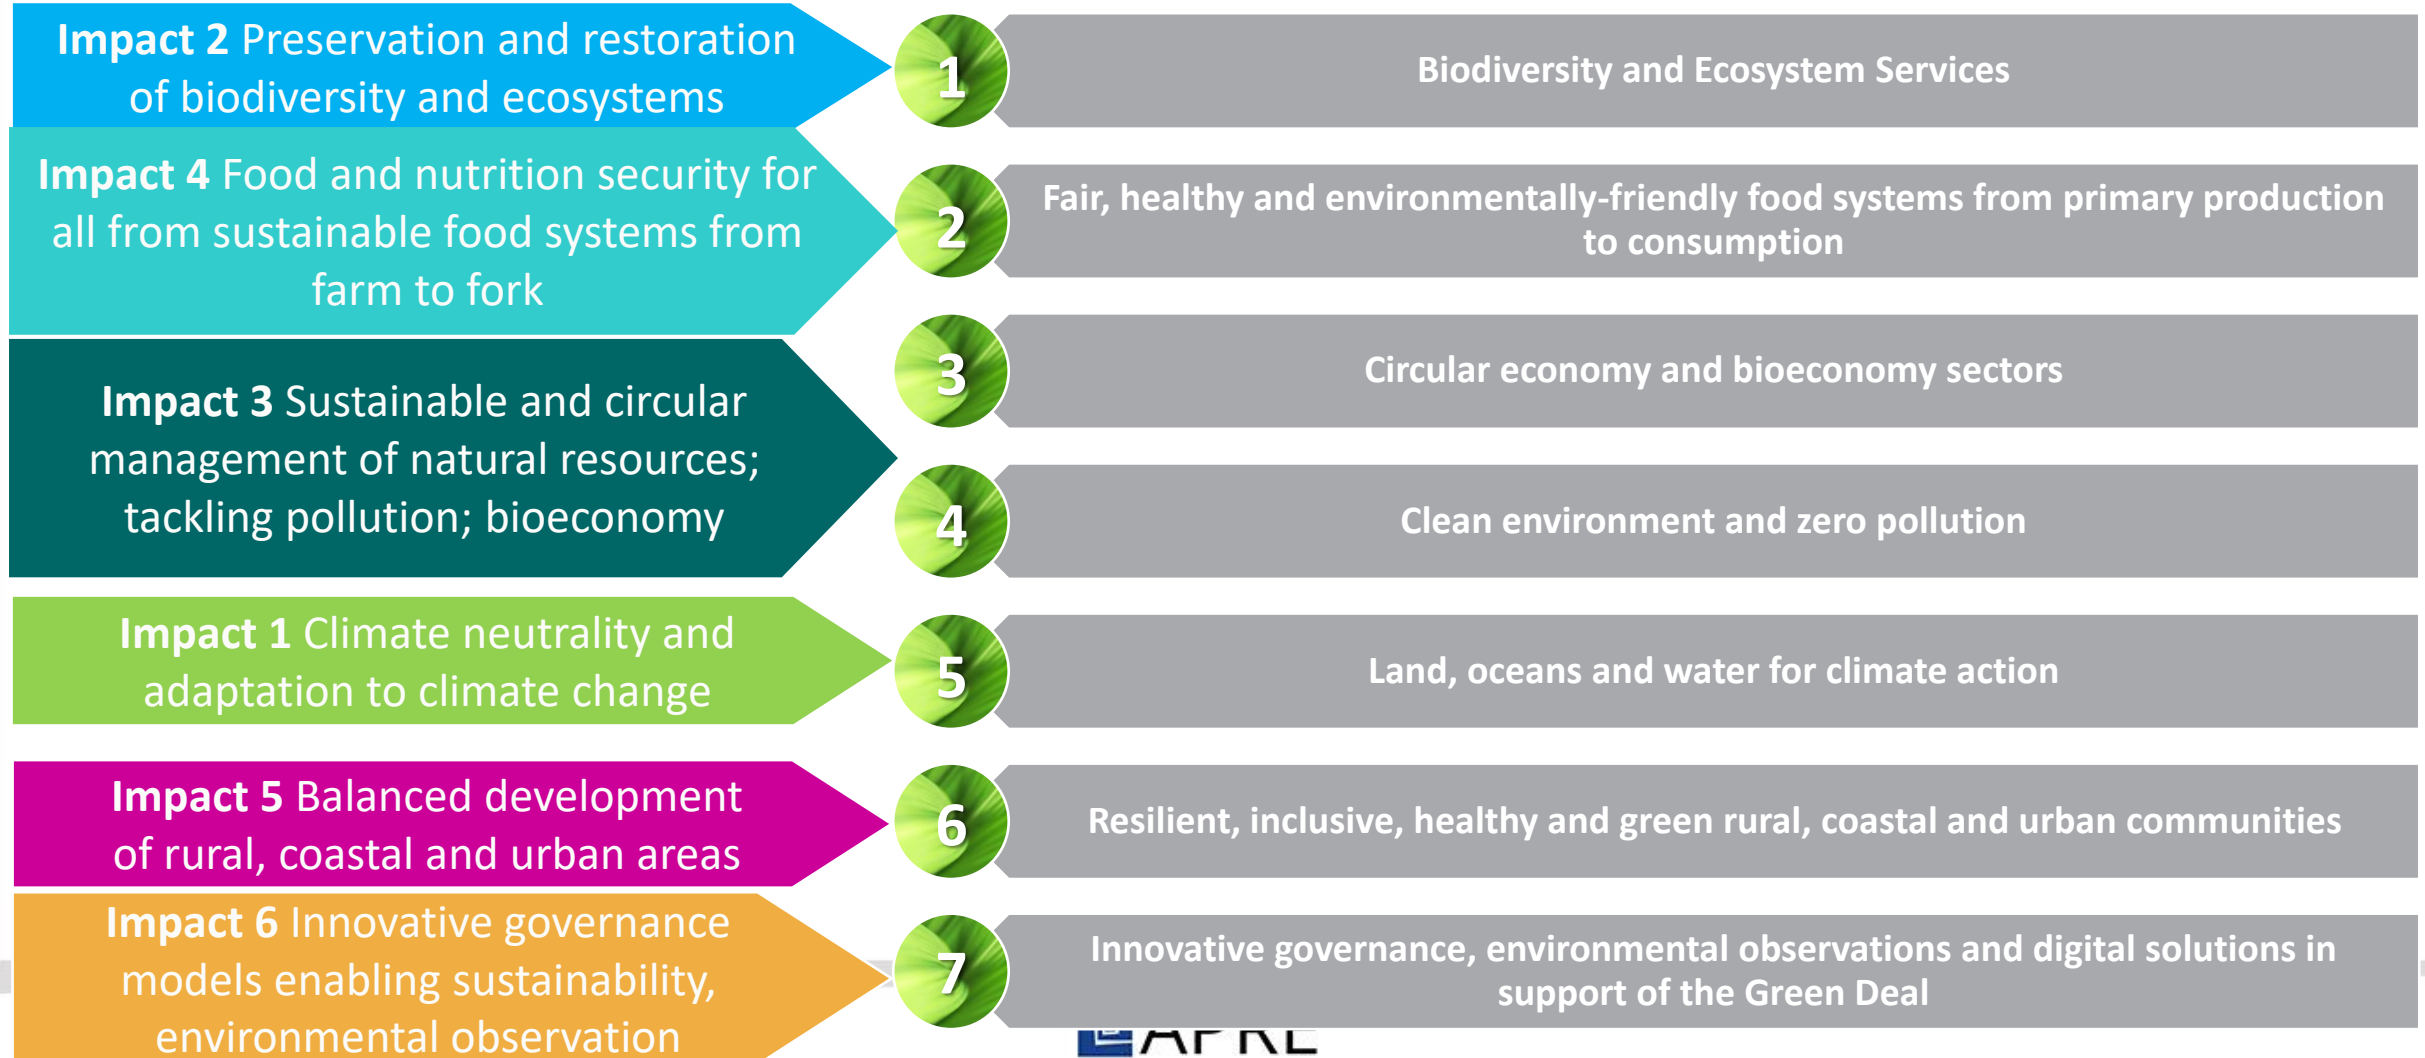 Impact 2 Preservation and restoration
of biodiversity and ecosystems
1
Biodiversity and Ecosystem Services
Impact 4 Food and nutrition security for
all from sustainable food systems from
farm to fork
2
Fair, healthy and environmentally-friendly food systems from primary production
to consumption
Impact 3 Sustainable and circular
management of natural resources;
tackling pollution; bioeconomy
3
Circular economy and bioeconomy sectors
4
Clean environment and zero pollution
Impact 1 Climate neutrality and
adaptation to climate change
5
Land, oceans and water for climate action
Impact 5 Balanced development
of rural, coastal and urban areas
6
Resilient, inclusive, healthy and green rural, coastal and urban communities
Impact 6 Innovative governance
models enabling sustainability,
environmental observation
7
Innovative governance, environmental observations and digital solutions in
support of the Green Deal
APRE